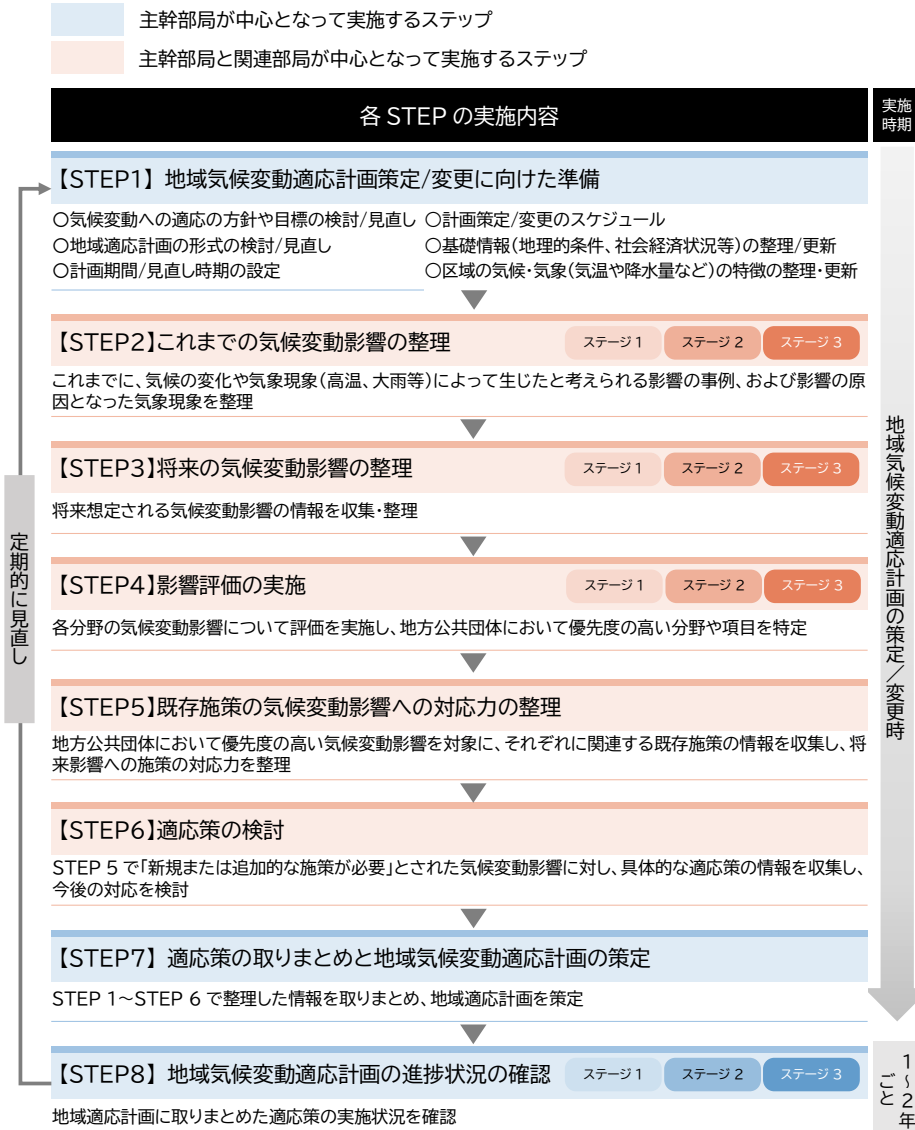 主幹部局が中心となって実施するステップ
主幹部局と関連部局が中心となって実施するステップ
各 STEP の実施内容
実施
時期
【STEP1】 地域気候変動適応計画策定/変更に向けた準備
〇気候変動への適応の方針や目標の検討/見直し
〇地域適応計画の形式の検討/見直し
〇計画期間/見直し時期の設定
〇計画策定/変更のスケジュール
〇基礎情報(地理的条件、社会経済状況等)の整理/更新
〇区域の気候・気象(気温や降水量など)の特徴の整理・更新
【STEP2】これまでの気候変動影響の整理
ステージ 1
ステージ 2
ステージ 3
これまでに、気候の変化や気象現象(高温、大雨等)によって生じたと考えられる影響の事例、および影響の原
因となった気象現象を整理
【STEP3】将来の気候変動影響の整理
ステージ 1
ステージ 2
ステージ 3
将来想定される気候変動影響の情報を収集・整理
【STEP4】影響評価の実施
ステージ 1
ステージ 2
ステージ 3
各分野の気候変動影響について評価を実施し、地方公共団体において優先度の高い分野や項目を特定
【STEP5】既存施策の気候変動影響への対応力の整理
地方公共団体において優先度の高い気候変動影響を対象に、それぞれに関連する既存施策の情報を収集し、将
来影響への施策の対応力を整理
【STEP6】適応策の検討
STEP 5 で「新規または追加的な施策が必要」とされた気候変動影響に対し、具体的な適応策の情報を収集し、
今後の対応を検討
【STEP7】 適応策の取りまとめと地域気候変動適応計画の策定
STEP 1～STEP 6 で整理した情報を取りまとめ、地域適応計画を策定
【STEP8】 地域気候変動適応計画の進捗状況の確認
ステージ 1
ステージ 2
ステージ 3
地域適応計画に取りまとめた適応策の実施状況を確認
定期的に見直し
地域気候変動適応計画の策定／変更時
1～2年
ごと